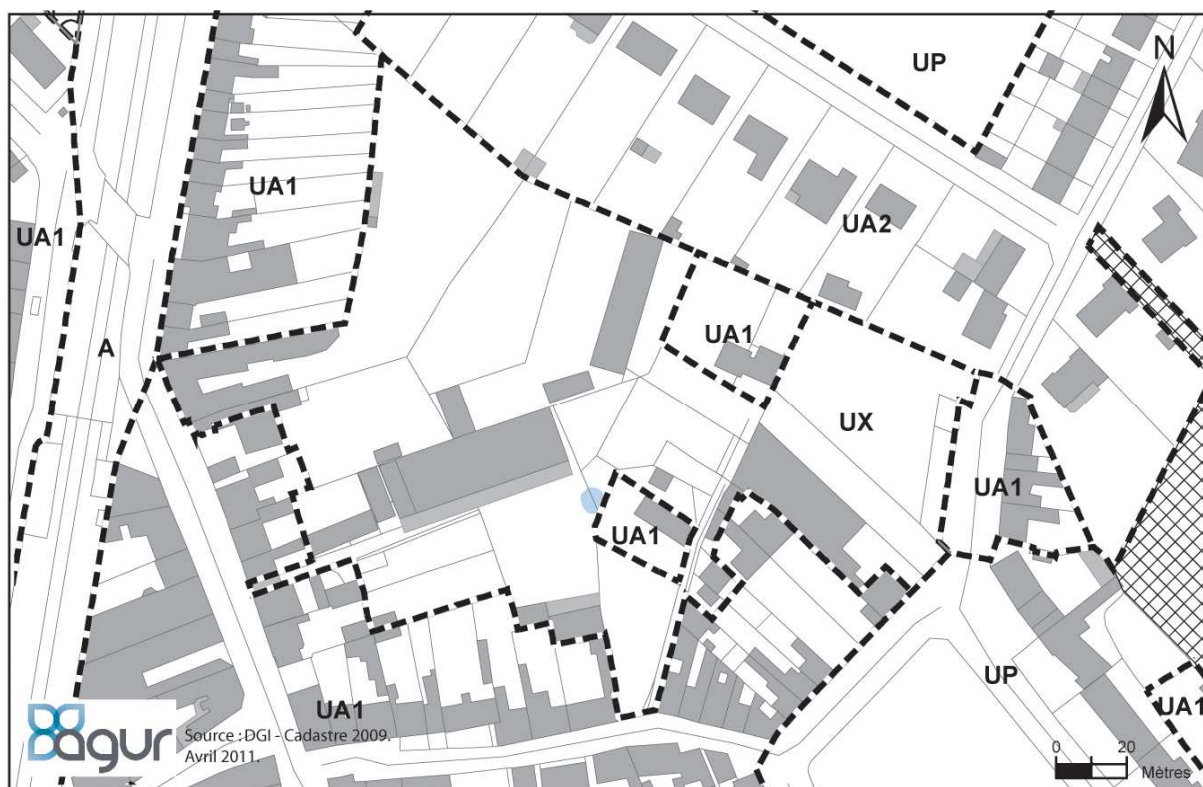 UP
N
UA1
UA2
UA1
A
UA1
UX
UA1
UA1
UP
UA1
UA1
agur
Source : DGI - Cadastre 2009.
Avril 2011.
0 20
Mètres